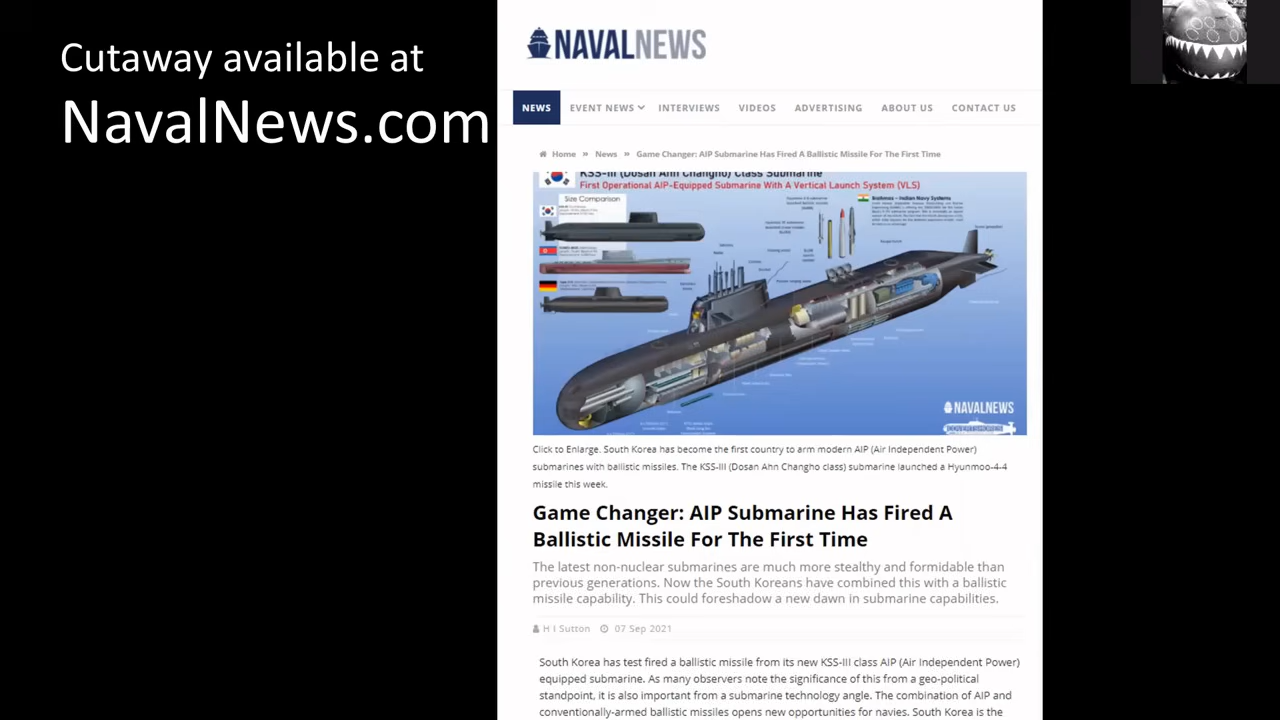 Cutaway available at
NavalNews.com
NAVALNEWS
NEWS EVENT NEWS INTERVIEWS VIDEOS ADVERTISING ABOUT US CONTACT US
Home » News » Game Changer: AIP Submarine Has Fired A Ballistic Missile For The First Time
KSS-III (Dosan Ahn Changho) Class Submarine
First Operational AIP-Equipped Submarine With A Vertical Launch System (VLS)
Size Comparison
NAVALNEWS
Click to Enlarge. South Korea has become the first country to arm modern AIP (Air Independent Power)
submarines with ballistic missiles. The KSS-III (Dosan Ahn Changho class) submarine launched a Hyunmoo-4-4
missile this week.
Game Changer: AIP Submarine Has Fired A
Ballistic Missile For The First Time
The latest non-nuclear submarines are much more stealthy and formidable than
previous generations. Now the South Koreans have combined this with a ballistic
missile capability. This could foreshadow a new dawn in submarine capabilities.
H I Sutton 07 Sep 2021
South Korea has test fired a ballistic missile from its new KSS-III class AIP (Air Independent Power)
equipped submarine. As many observers note the significance of this from a geo-political
standpoint, it is also important from a submarine technology angle. The combination of AIP and
conventionally-armed ballistic missiles opens new opportunities for navies. South Korea is the